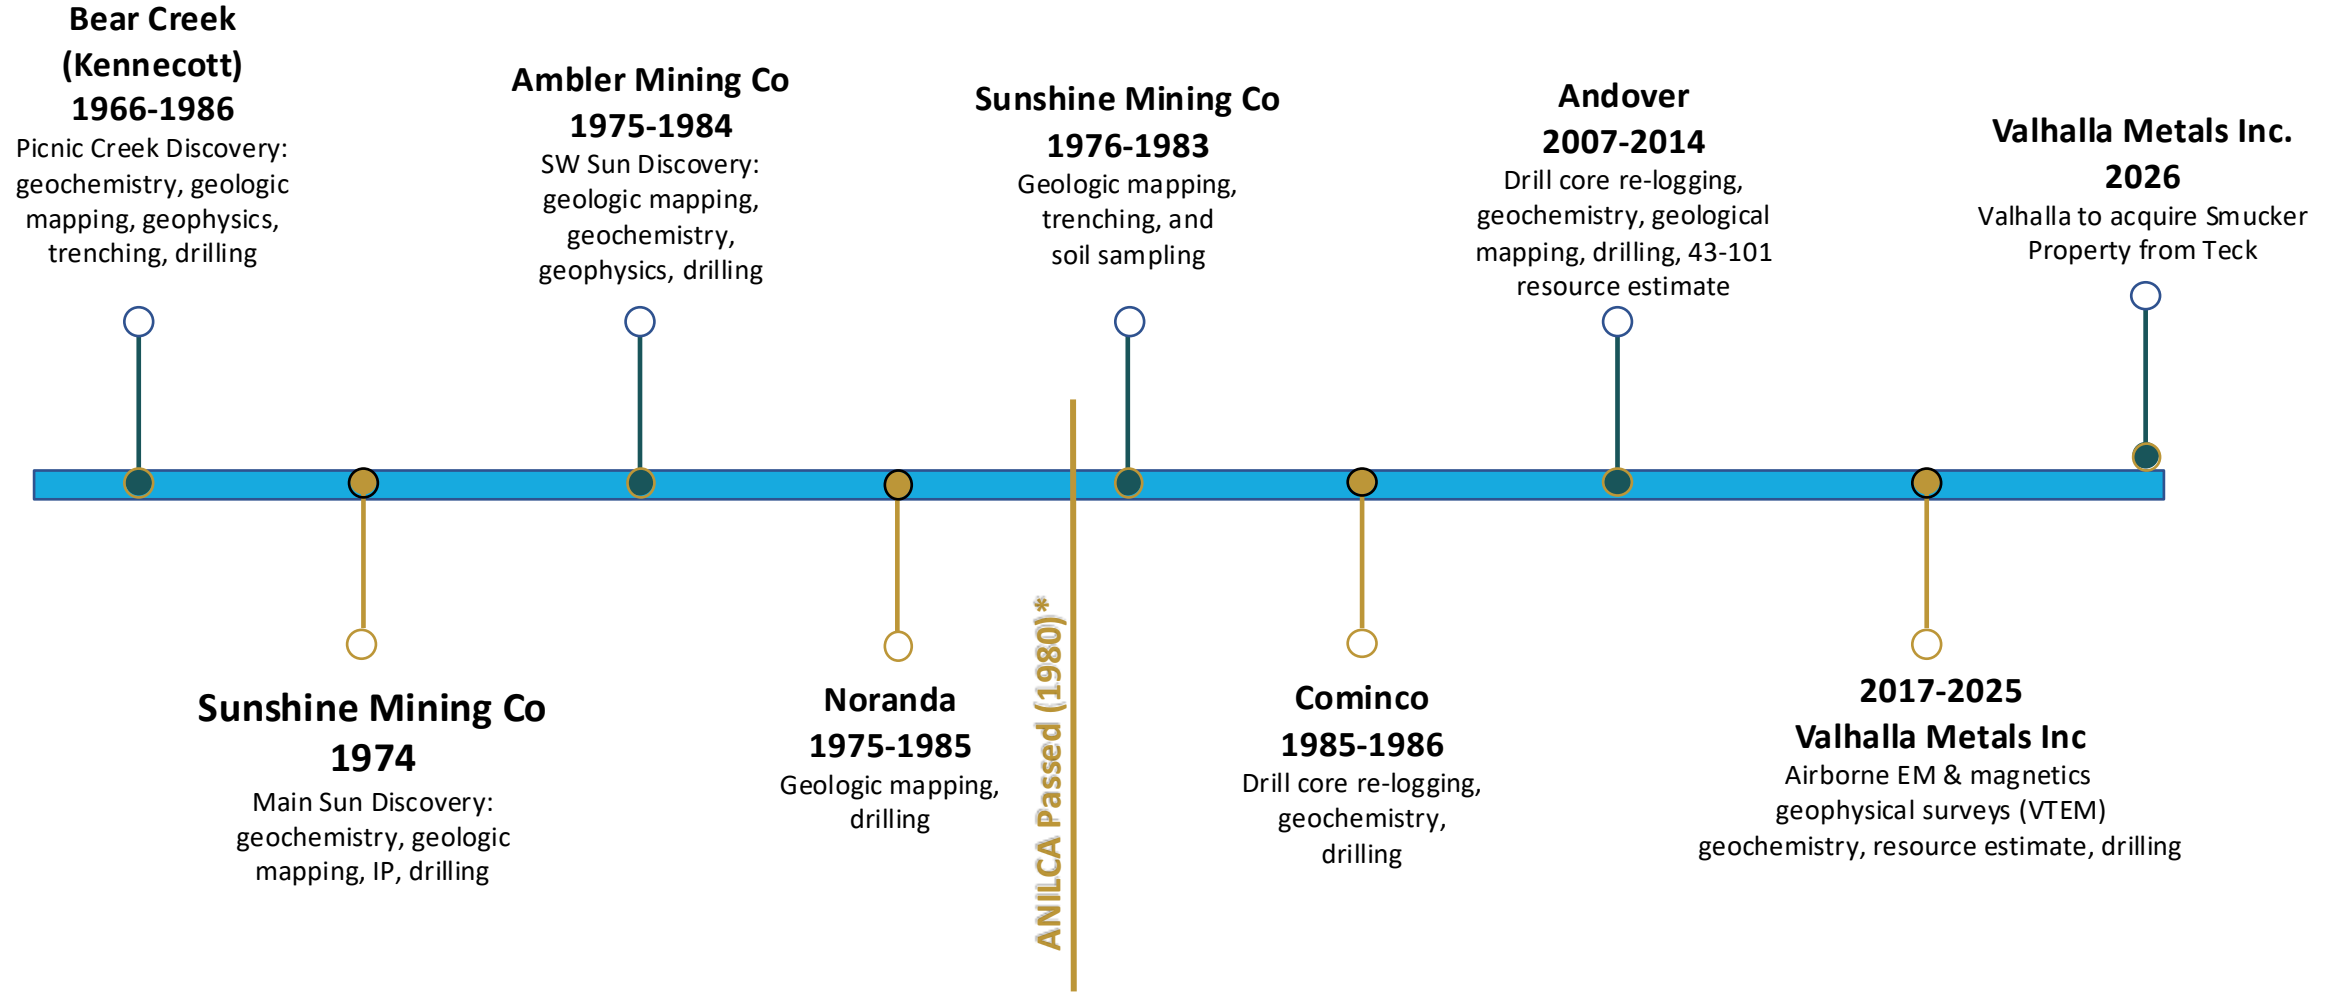 Bear Creek
(Kennecott)
1966-1986
Picnic Creek Discovery:
geochemistry, geologic
mapping, geophysics,
trenching, drilling
Sunshine Mining Co
1974
Main Sun Discovery:
geochemistry, geologic
mapping, IP, drilling
Ambler Mining Co
1975-1984
SW Sun Discovery:
geologic mapping,
geochemistry,
geophysics, drilling
Noranda
1975-1985
Geologic mapping,
drilling
ANILCA Passed (1980)*
Sunshine Mining Co
1976-1983
Geologic mapping,
trenching, and
soil sampling
Cominco
1985-1986
Drill core re-logging,
geochemistry,
drilling
Andover
2007-2014
Drill core re-logging,
geochemistry, geological
mapping, drilling, 43-101
resource estimate
2017-2025
Valhalla Metals Inc
Airborne EM & magnetics
geophysical surveys (VTEM)
geochemistry, resource estimate, drilling
Valhalla Metals Inc.
2026
Valhalla to acquire Smucker
Property from Teck